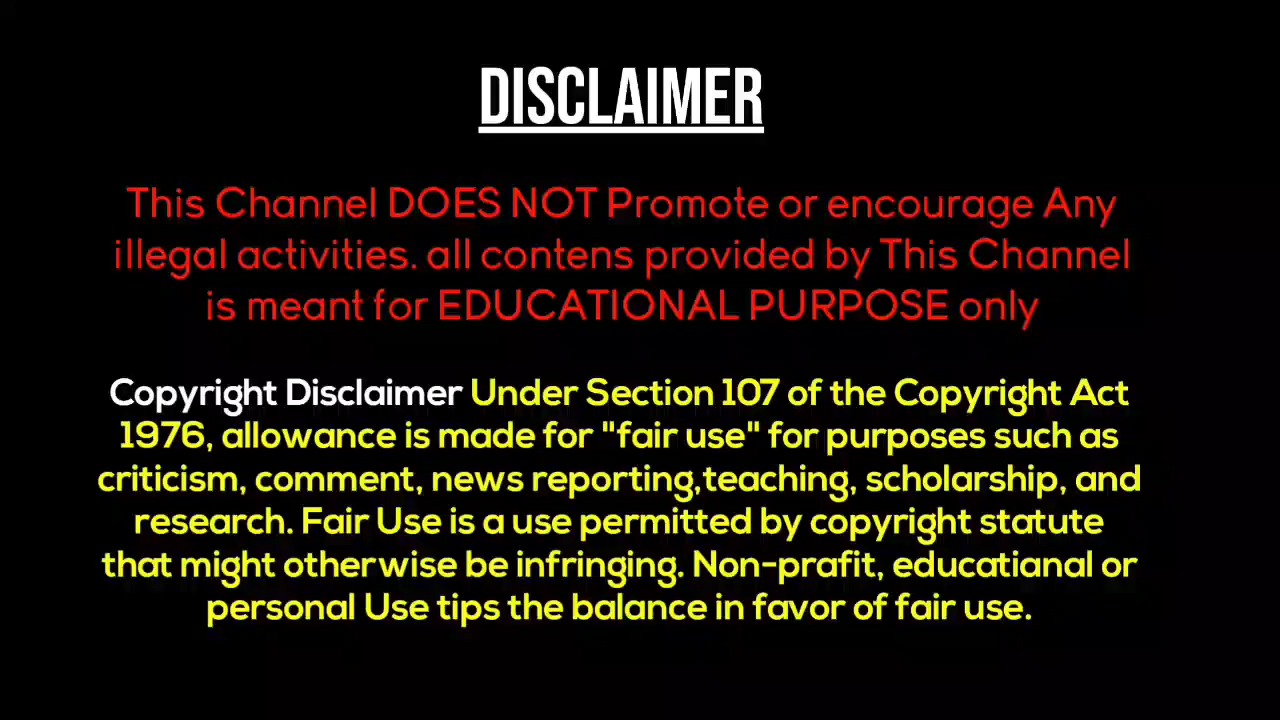 DISCLAIMER
This Channel DOES NOT Promote or encourage Any
illegal activities. all contens provided by This Channel
is meant for EDUCATIONAL PURPOSE only
Copyright Disclaimer Under Section 107 of the Copyright Act
1976, allowance is made for "fair use" for purposes such as
criticism, comment, news reporting,teaching, scholarship, and
research. Fair Use is a use permitted by copyright statute
that might otherwise be infringing. Non-prafit, educatianal or
personal Use tips the balance in favor of fair use.